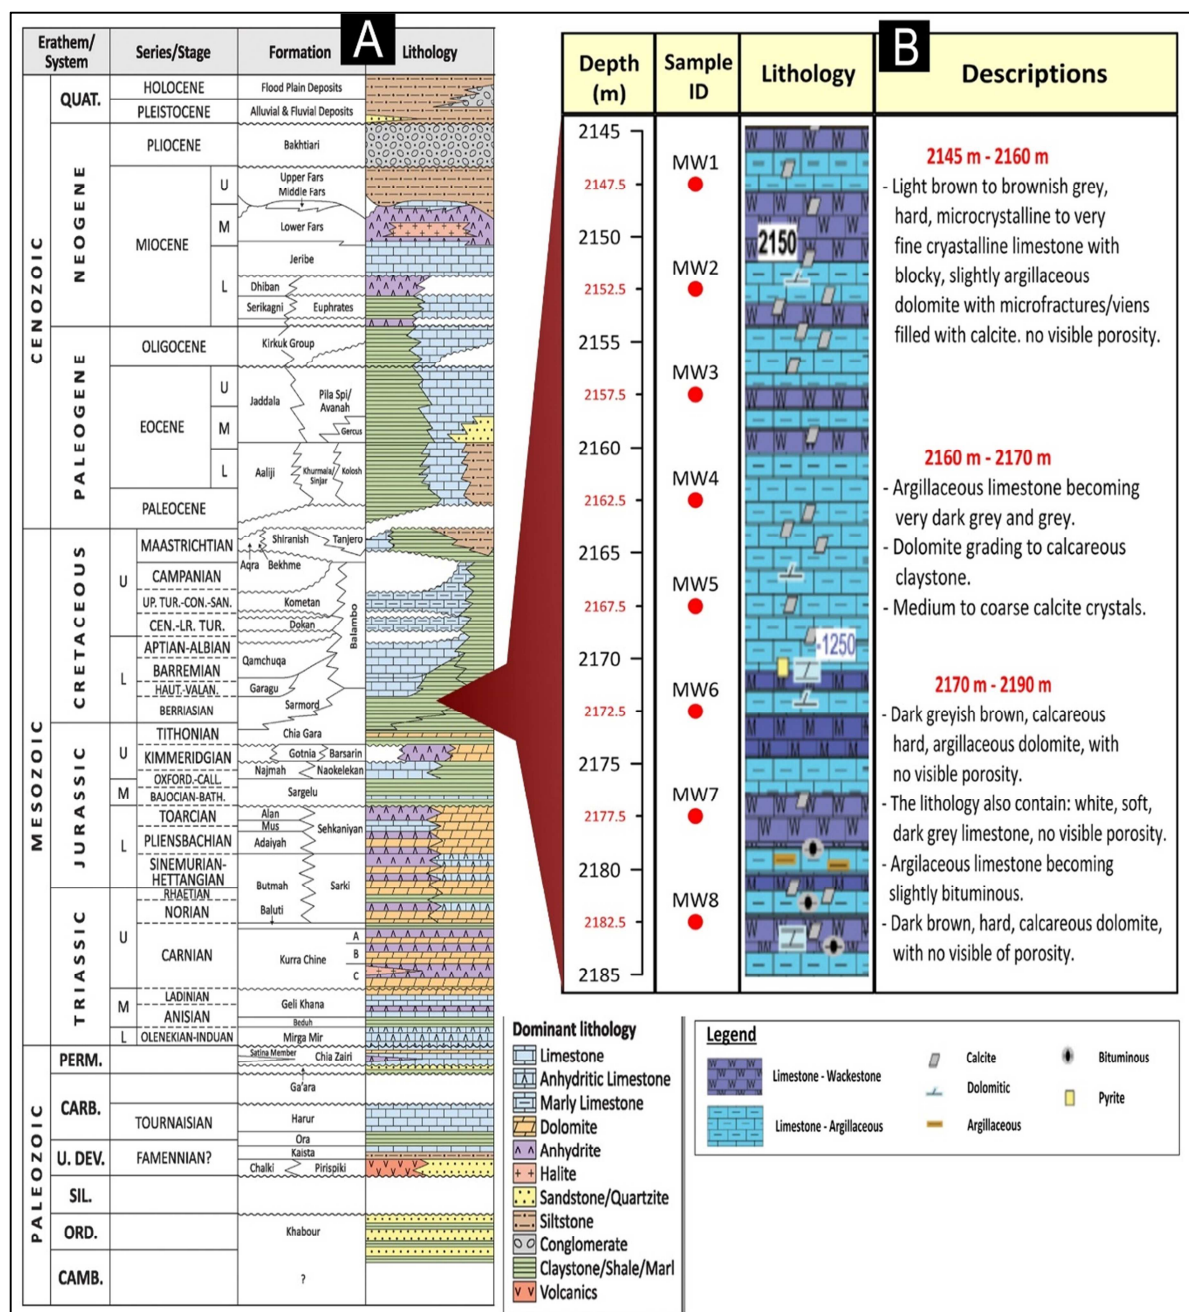 A
Erathem/
System
Series/Stage
Formation
Lithology
CENOZOIC
QUAT.
HOLOCENE
Flood Plain Deposits
PLEISTOCENE
Alluvial & Fluvial Deposits
NEOGENE
PLIOCENE
Bakhtiari
MIOCENE
U
Upper Fars
Middle Fars
M
Lower Fars
Jeribe
L
Dhiban
Serikagni
Euphrates
PALEOGENE
OLIGOCENE
Kirkuk Group
EOCENE
U
Jaddala
Pila Spi/
Avanah
M
Gercus
L
Aaliji
Khurmala/
Sinjar
Kolosh
PALEOCENE
MESOZOIC
CRETACEOUS
U
MAASTRICHTIAN
Shiranish
Tanjero
Aqra
Bekhme
CAMPANIAN
UP. TUR.-CON.-SAN.
Kometan
CEN.-LR. TUR.
Dokan
Balambo
L
APTIAN-ALBIAN
Qamchuqa
BARREMIAN
HAUT.-VALAN.
Garagu
BERRIASIAN
Sarmord
JURASSIC
U
TITHONIAN
Chia Gara
KIMMERIDGIAN
Gotnia
Barsarin
OXFORD.-CALL.
Najmah
Naokelekan
M
BAJOCIAN-BATH.
Sargelu
L
TOARCIAN
Alan
Mus
Sehkaniyan
PLIENSBACHIAN
Adaiyah
SINEMURIAN-
HETTANGIAN
Butmah
Sarki
TRIASSIC
U
RHAETIAN
NORIAN
Baluti
CARNIAN
Kurra Chine
A
B
C
M
LADINIAN
Geli Khana
ANISIAN
Beduh
L
OLENEKIAN-INDUAN
Mirga Mir
PALEOZOIC
PERM.
Satina Member
Chia Zairi
Ga'ara
CARB.
TOURNAISIAN
Harur
Ora
U. DEV.
FAMENNIAN?
Kaista
Chalki
Pirispiki
SIL.
ORD.
Khabour
CAMB.
?
Dominant lithology
Limestone
Anhydritic Limestone
Marly Limestone
Dolomite
Anhydrite
Halite
Sandstone/Quartzite
Siltstone
Conglomerate
Claystone/Shale/Marl
Volcanics
B
Depth
(m)
Sample
ID
Lithology
Descriptions
2145
2150
2155
2160
2165
2170
2175
2180
2185
MW1
2147.5
MW2
2152.5
MW3
2157.5
MW4
2162.5
MW5
2167.5
MW6
2172.5
MW7
2177.5
MW8
2182.5
2150
-1250
2145 m - 2160 m
- Light brown to brownish grey,
hard, microcrystalline to very
fine cryastalline limestone with
blocky, slightly argillaceous
dolomite with microfractures/viens
filled with calcite. no visible porosity.
2160 m - 2170 m
- Argillaceous limestone becoming
very dark grey and grey.
- Dolomite grading to calcareous
claystone.
- Medium to coarse calcite crystals.
2170 m - 2190 m
- Dark greyish brown, calcareous
hard, argillaceous dolomite, with
no visible porosity.
- The lithology also contain: white, soft,
dark grey limestone, no visible porosity.
- Argilaceous limestone becoming
slightly bituminous.
- Dark brown, hard, calcareous dolomite,
with no visible of porosity.
Legend
Limestone - Wackestone
Limestone - Argillaceous
Calcite
Dolomitic
Argillaceous
Bituminous
Pyrite